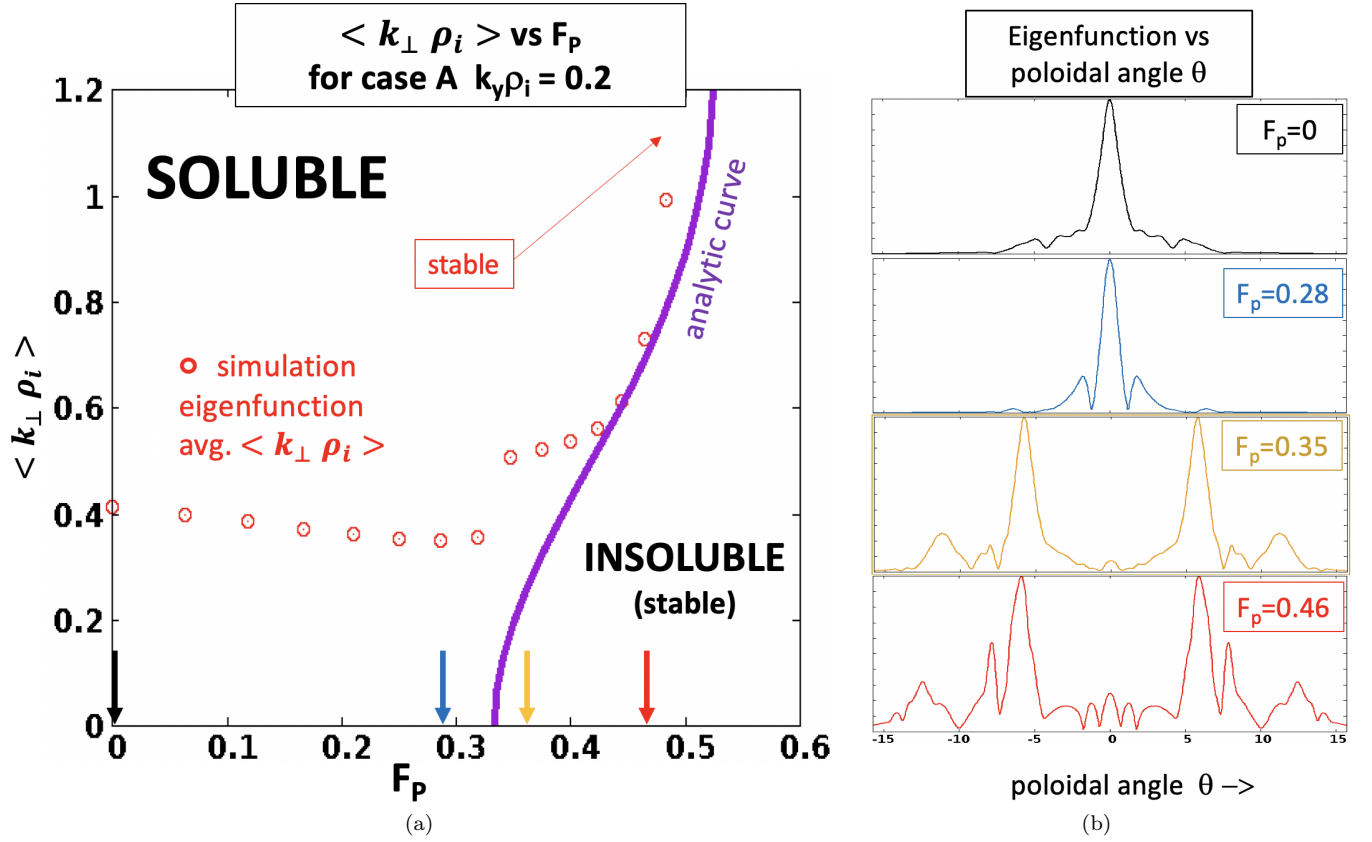 < k⊥ ρi > vs FP
for case A kyρi = 0.2
SOLUBLE
stable
analytic curve
simulation
eigenfunction
avg. < k⊥ ρi >
INSOLUBLE
(stable)
< k⊥ ρi >
1.2
1
0.8
0.6
0.4
0.2
0
0 0.1 0.2 0.3 0.4 0.5 0.6
FP
(a)
Eigenfunction vs
poloidal angle θ
Fp=0
Fp=0.28
Fp=0.35
Fp=0.46
-15 -10 -5 0 5 10 15
poloidal angle θ –>
(b)